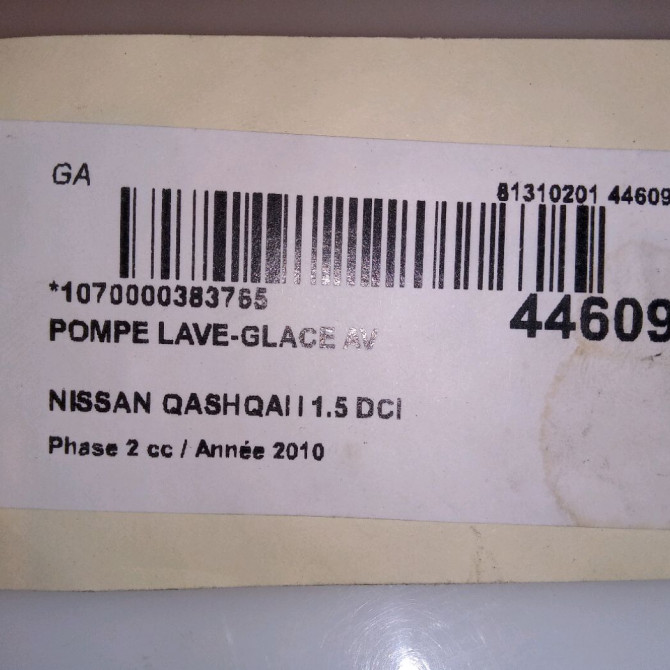 GA
81310201 44609
*1070000383765
44609
POMPE LAVE-GLACE AV
NISSAN QASHQAI I 1.5 DCI
Phase 2 cc / Année 2010